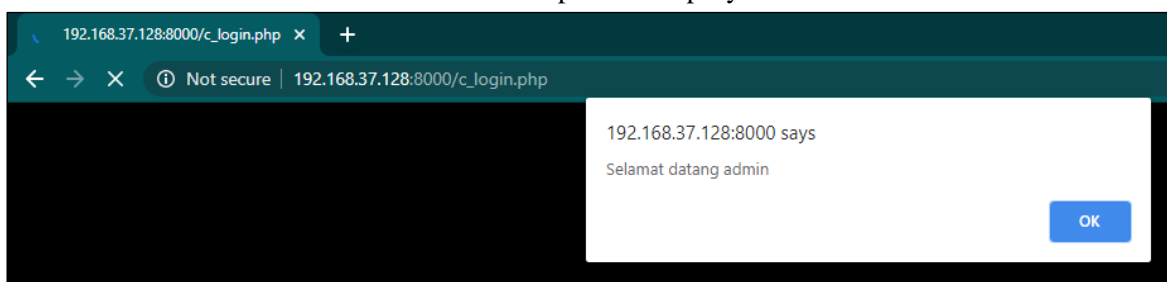 192.168.37.128:8000/c_login.php
Not secure | 192.168.37.128:8000/c_login.php
192.168.37.128:8000 says
Selamat datang admin
OK